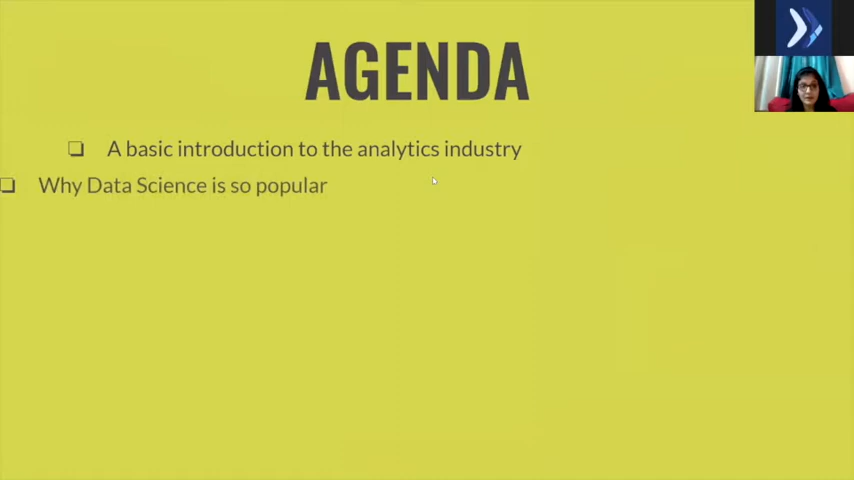 AGENDA
❏ A basic introduction to the analytics industry
❏ Why Data Science is so popular